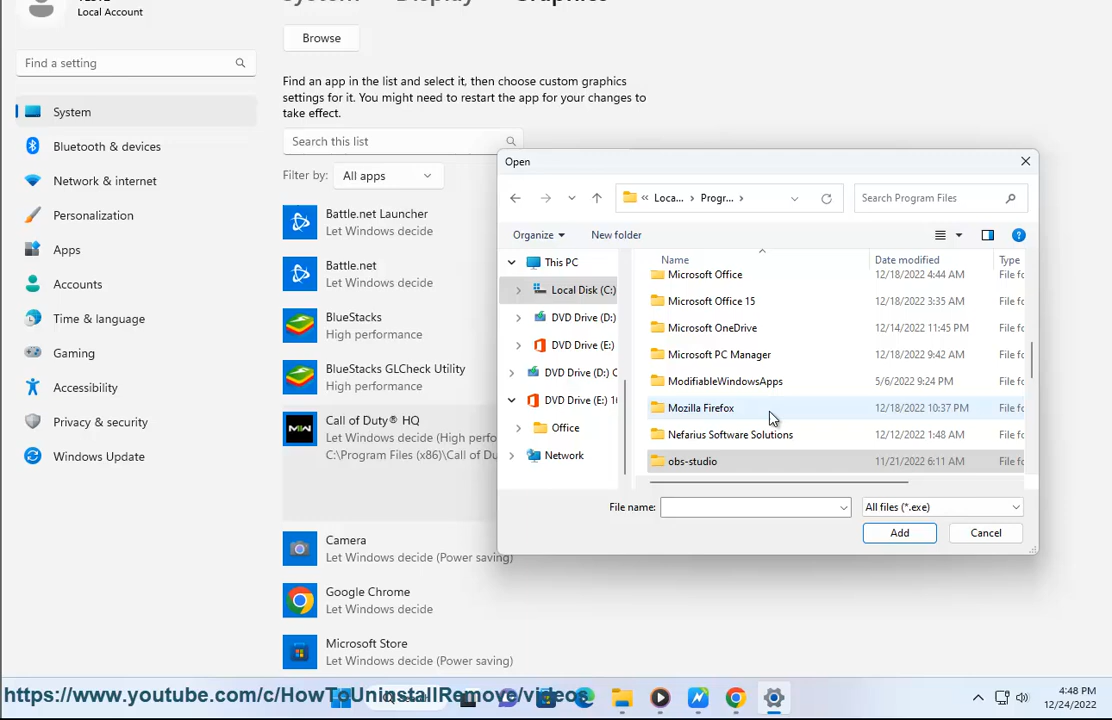 Local Account
System Display Graphics
Browse
Find a setting
Find an app in the list and select it, then choose custom graphics
settings for it. You might need to restart the app for your changes to
take effect.
System
Bluetooth & devices
Network & internet
Personalization
Apps
Accounts
Time & language
Gaming
Accessibility
Privacy & security
Windows Update
Search this list
Filter by:
All apps
Battle.net Launcher
Let Windows decide
Battle.net
Let Windows decide
BlueStacks
High performance
BlueStacks GLCheck Utility
High performance
Call of Duty® HQ
Let Windows decide (High perfo
C:\Program Files (x86)\Call of Du
Camera
Let Windows decide (Power saving)
Google Chrome
Let Windows decide
Microsoft Store
Let Windows decide (Power saving)
Open
« Loca... > Progr... >
Search Program Files
Organize
New folder
This PC
Local Disk (C:)
DVD Drive (D:)
DVD Drive (E:)
DVD Drive (D:) C
DVD Drive (E:) 16
Office
Network
Name Date modified Type
Microsoft Office 12/18/2022 4:44 AM File fo
Microsoft Office 15 12/18/2022 3:35 AM File fo
Microsoft OneDrive 12/14/2022 11:45 PM File fo
Microsoft PC Manager 12/18/2022 9:42 AM File fo
ModifiableWindowsApps 5/6/2022 9:24 PM File fo
Mozilla Firefox 12/18/2022 10:37 PM File fo
Nefarius Software Solutions 12/12/2022 1:48 AM File fo
obs-studio 11/21/2022 6:11 AM File fo
File name:
All files (*.exe)
Add
Cancel
https://www.youtube.com/c/HowToUninstallRemove/videos
4:48 PM
12/24/2022